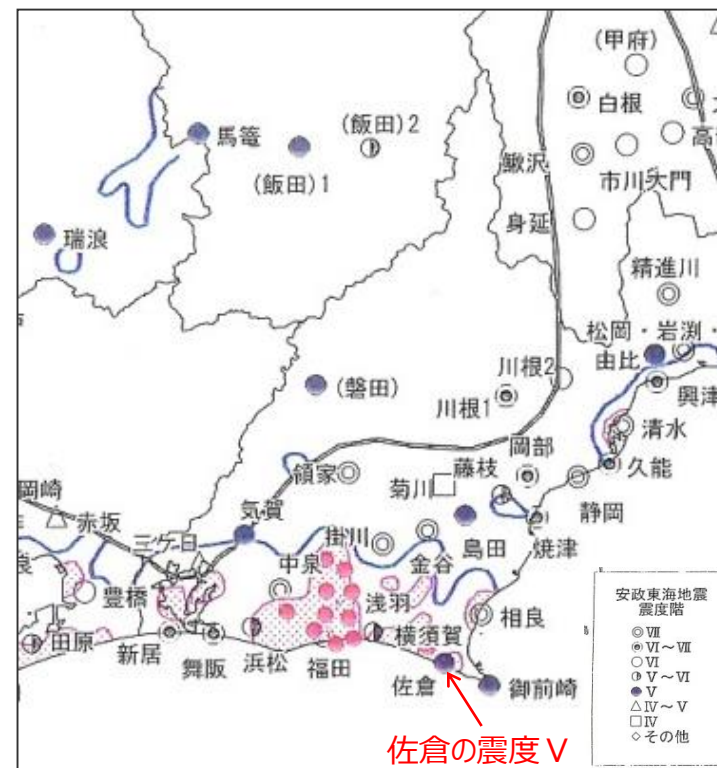 (甲府)
白根
馬篭
(飯田)2
(飯田)1
鰍沢
市川大門
身延
瑞浪
精進川
松岡・岩渕・
由比
川根2
(磐田)
川根1
興津
清水
岡部
久能
領家
菊川
藤枝
静岡
岡崎
赤坂
気賀
掛川
島田
焼津
三ケ日
中泉
金谷
豊橋
浅羽
相良
田原
新居
舞阪
浜松
福田
横須賀
佐倉
御前崎
安政東海地震
震度階
◎ Ⅶ
Ⅵ~Ⅶ
○ Ⅵ
Ⅴ~Ⅵ
● Ⅴ
△ Ⅳ~Ⅴ
□ Ⅳ
◇ その他
佐倉の震度Ⅴ